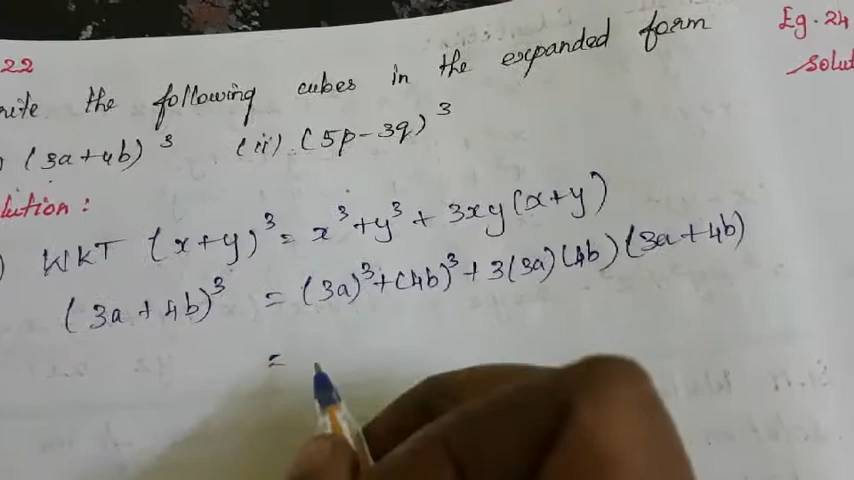 22
rite the following cubes in the expanded form
) (3a+4b)³ (ii). (5p-3q)³
lution :
) WKT (x+y)³ = x³+y³ + 3xy(x+y)
(3a+4b)³ = (3a)³+(4b)³+3(3a)(4b)(3a+4b)
=
Eg. 24
Solut